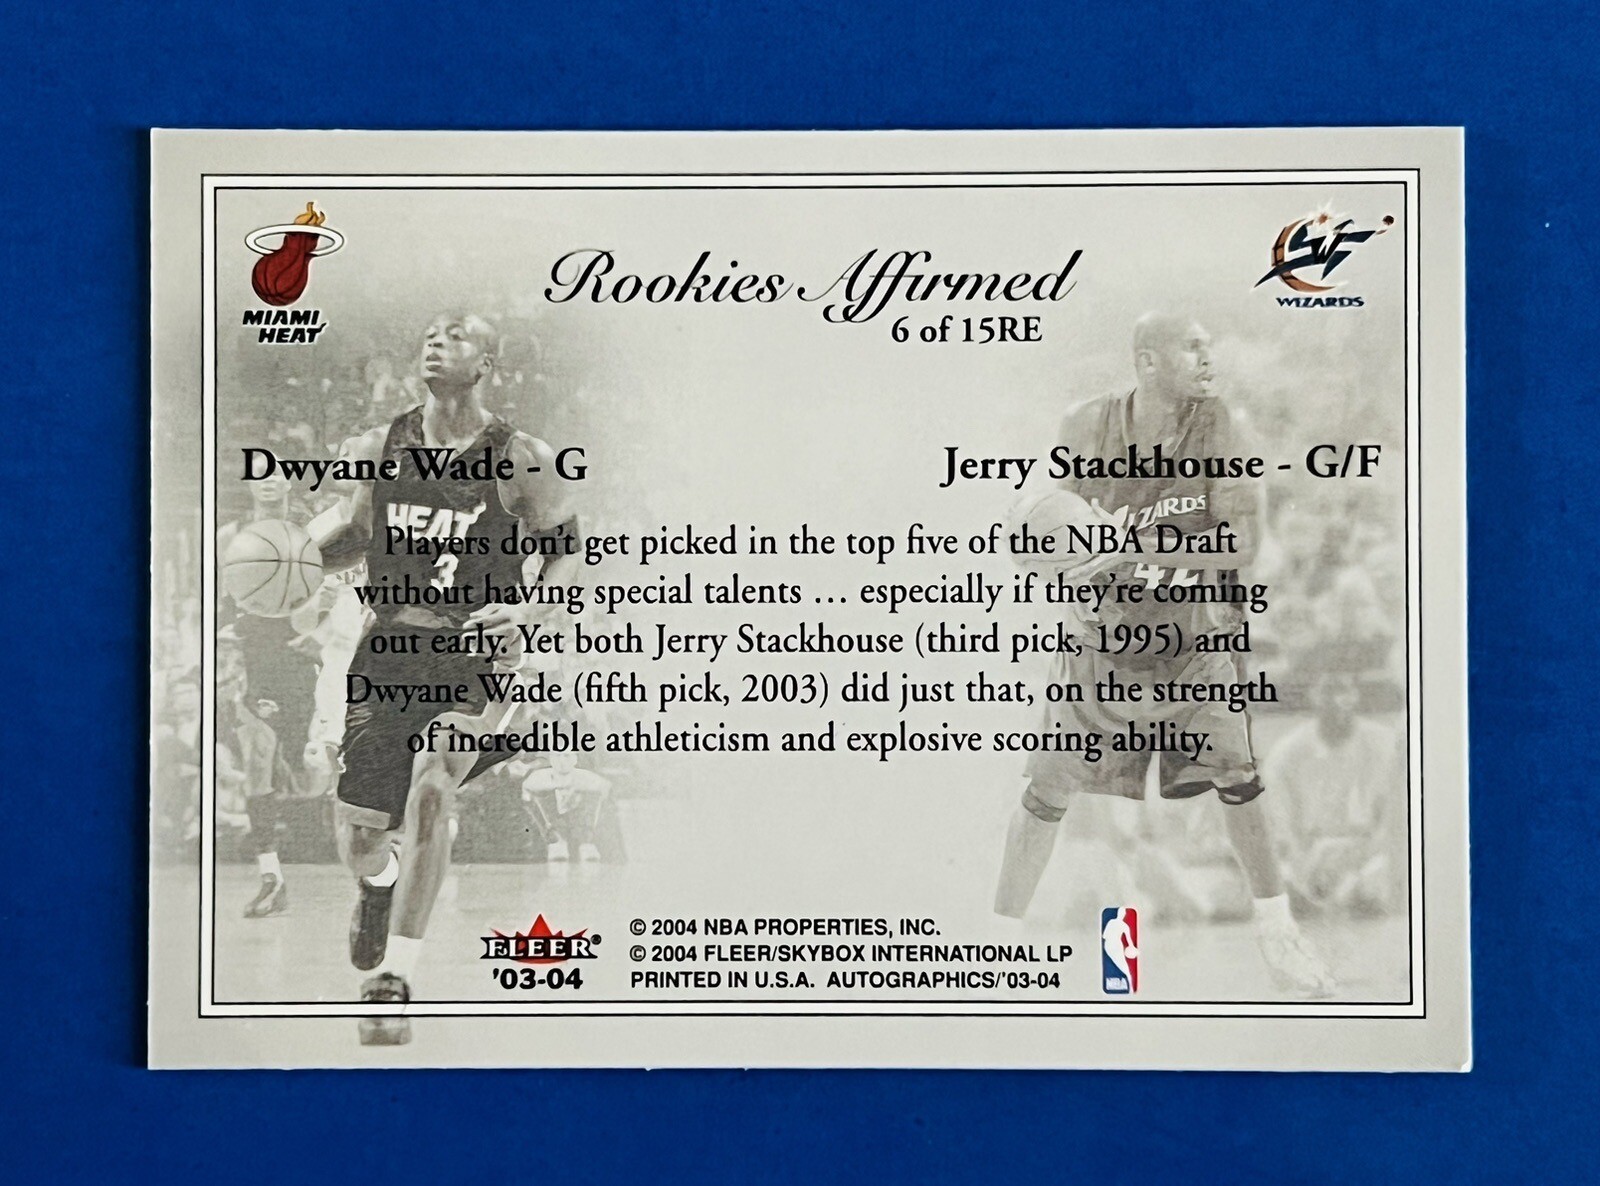 MIAMI
HEAT
WIZARDS
Rookies Affirmed
6 of 15RE
Dwyane Wade - G
Jerry Stackhouse - G/F
HEAT
3
WIZARDS
42
Players don't get picked in the top five of the NBA Draft
without having special talents ... especially if they're coming
out early. Yet both Jerry Stackhouse (third pick, 1995) and
Dwyane Wade (fifth pick, 2003) did just that, on the strength
of incredible athleticism and explosive scoring ability.
FLEER®
'03-04
© 2004 NBA PROPERTIES, INC.
© 2004 FLEER/SKYBOX INTERNATIONAL LP
PRINTED IN U.S.A. AUTOGRAPHICS/'03-04
NBA